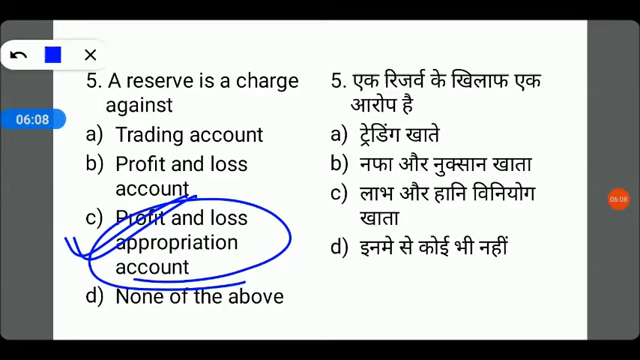 5. A reserve is a charge
against
a) Trading account
b) Profit and loss
account
c) Profit and loss
appropriation
account
d) None of the above
5. एक रिजर्व के खिलाफ एक
आरोप है
a) ट्रेडिंग खाते
b) नफा और नुक्सान खाता
c) लाभ और हानि विनियोग
खाता
d) इनमे से कोई भी नहीं
06:08
06:08